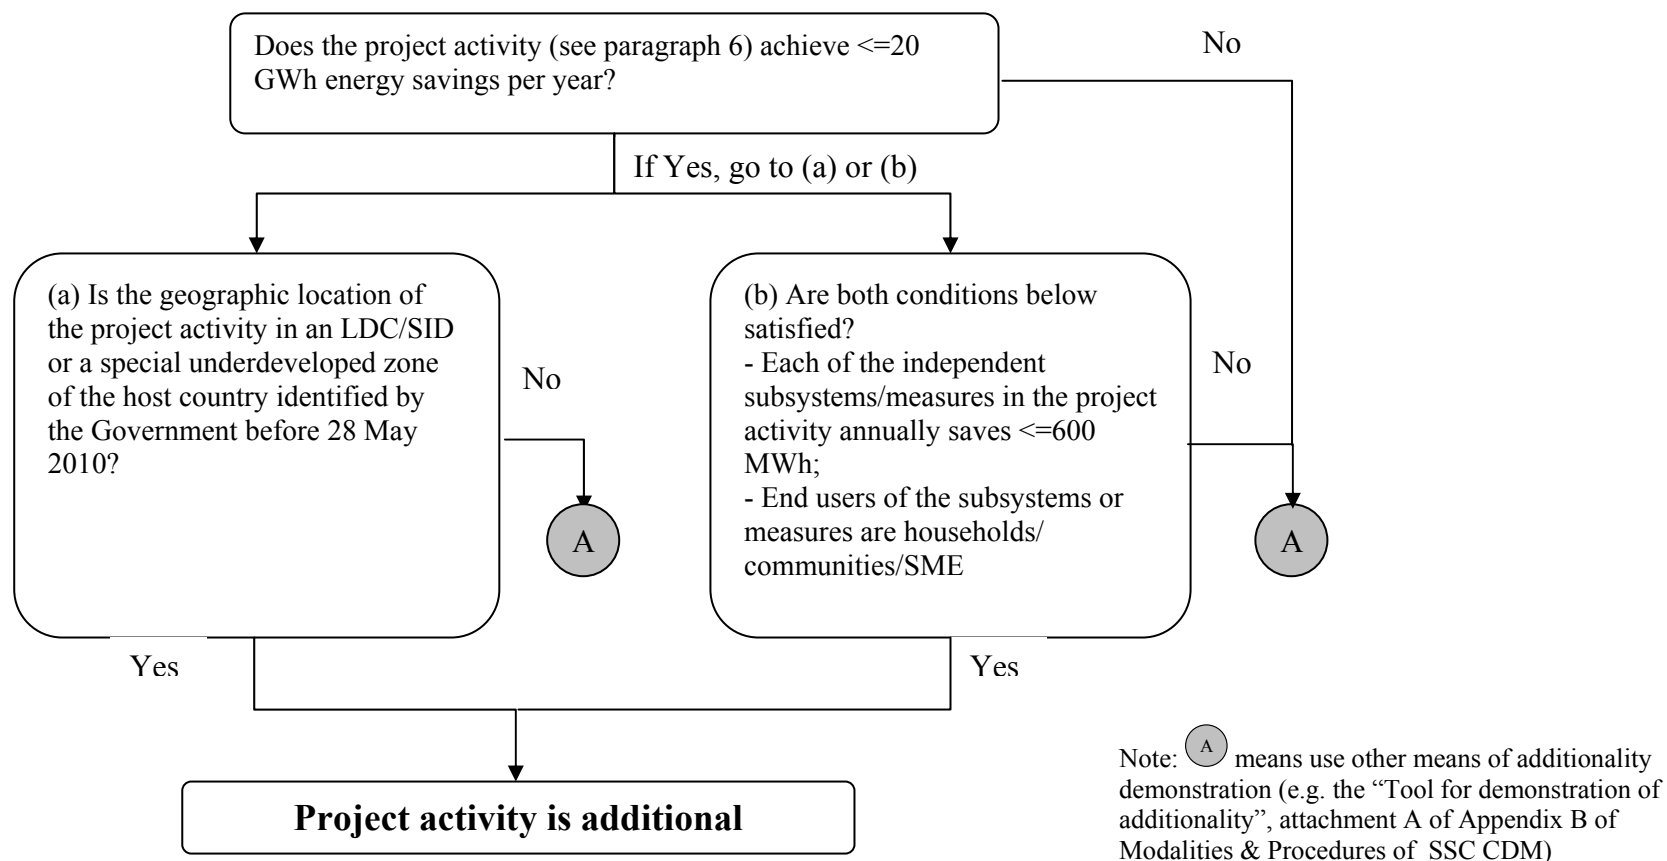 Does the project activity (see paragraph 6) achieve <=20
GWh energy savings per year?
No
If Yes, go to (a) or (b)
(a) Is the geographic location of
the project activity in an LDC/SID
or a special underdeveloped zone
of the host country identified by
the Government before 28 May
2010?
No
A
(b) Are both conditions below
satisfied?
- Each of the independent
subsystems/measures in the project
activity annually saves <=600
MWh;
- End users of the subsystems or
measures are households/
communities/SME
No
A
Yes
Yes
Project activity is additional
Note: A means use other means of additionality
demonstration (e.g. the “Tool for demonstration of
additionality”, attachment A of Appendix B of
Modalities & Procedures of SSC CDM)